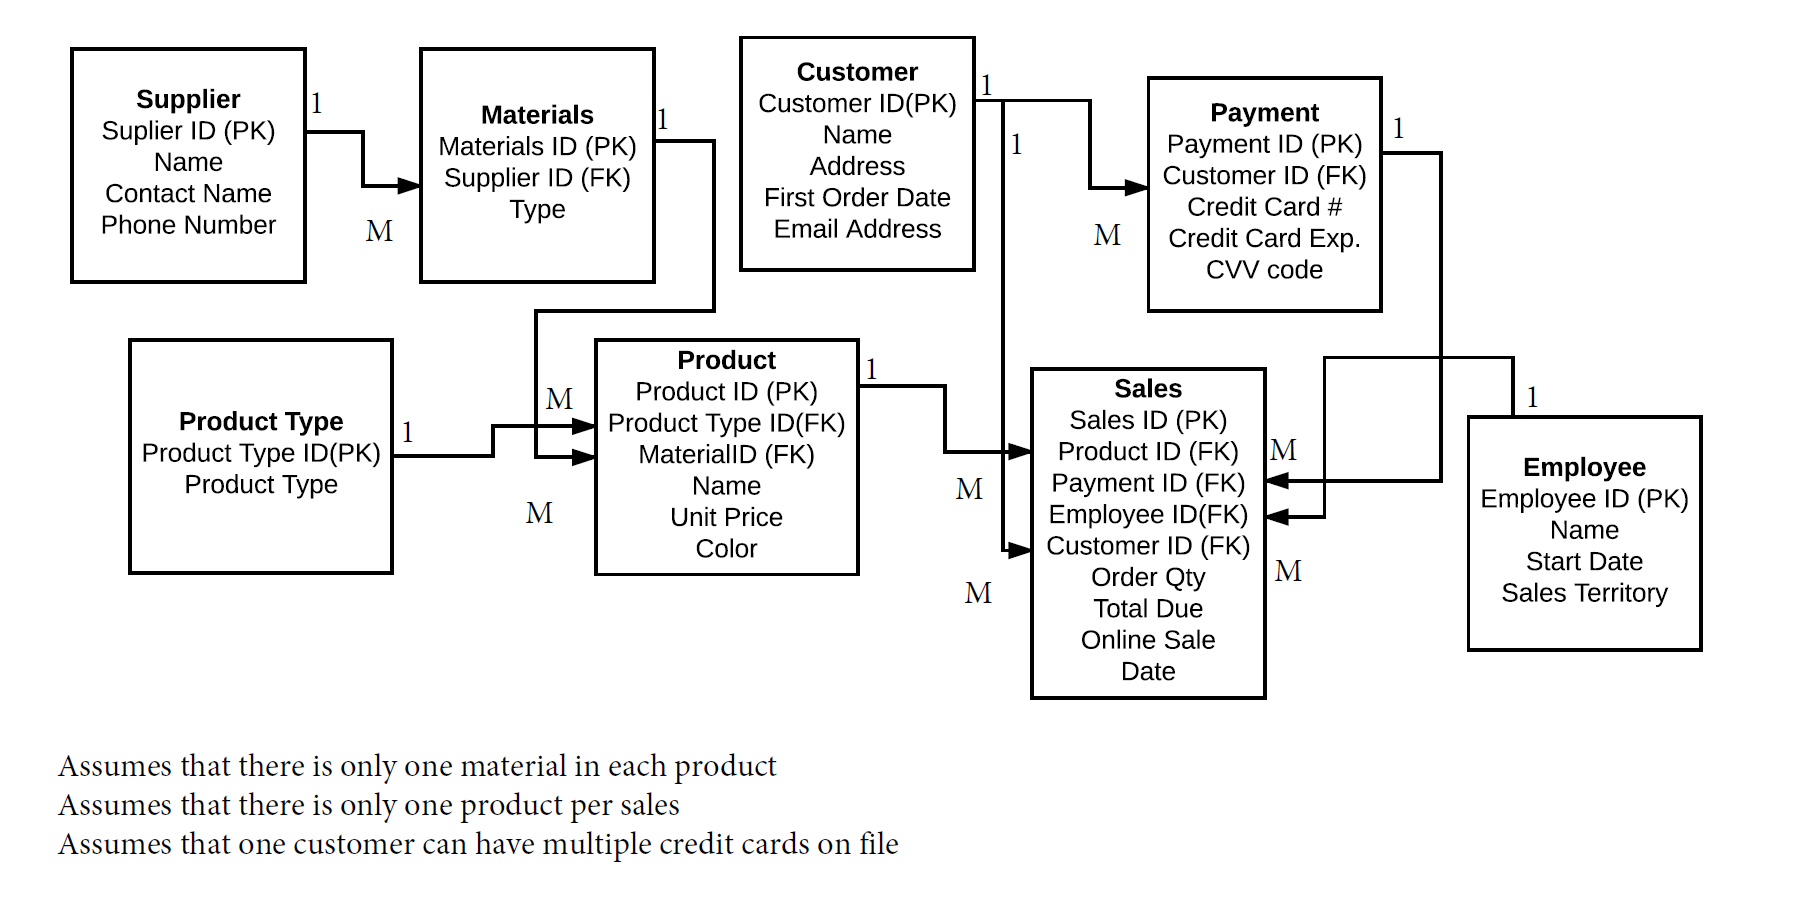 Supplier
Suplier ID (PK)
Name
Contact Name
Phone Number
1
M
Materials
Materials ID (PK)
Supplier ID (FK)
Type
1
Customer
Customer ID(PK)
Name
Address
First Order Date
Email Address
1
1
M
Payment
Payment ID (PK)
Customer ID (FK)
Credit Card #
Credit Card Exp.
CVV code
1
Product Type
Product Type ID(PK)
Product Type
1
M
M
Product
Product ID (PK)
Product Type ID(FK)
MaterialID (FK)
Name
Unit Price
Color
1
M
M
Sales
Sales ID (PK)
Product ID (FK)
Payment ID (FK)
Employee ID(FK)
Customer ID (FK)
Order Qty
Total Due
Online Sale
Date
M
M
1
Employee
Employee ID (PK)
Name
Start Date
Sales Territory
Assumes that there is only one material in each product
Assumes that there is only one product per sales
Assumes that one customer can have multiple credit cards on file